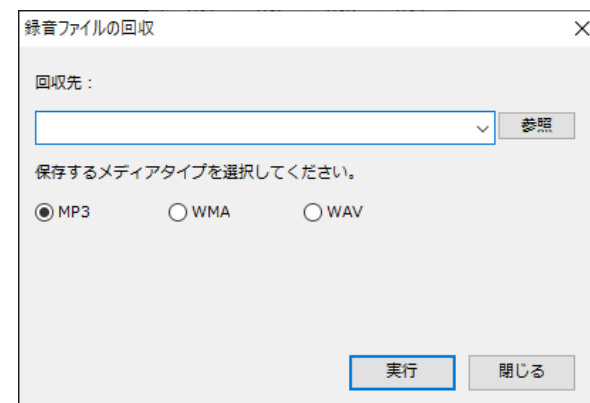 録音ファイルの回収
回収先：
参照
保存するメディアタイプを選択してください。
MP3 WMA WAV
実行 閉じる